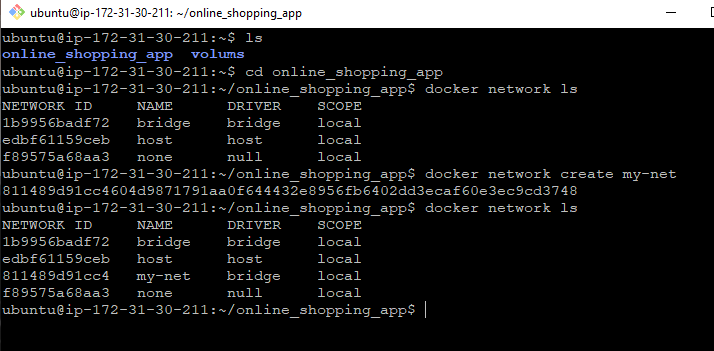 ubuntu@ip-172-31-30-211: ~/online_shopping_app
ubuntu@ip-172-31-30-211:~$ ls
online_shopping_app  volums
ubuntu@ip-172-31-30-211:~$ cd online_shopping_app
ubuntu@ip-172-31-30-211:~/online_shopping_app$ docker network ls
NETWORK ID     NAME      DRIVER    SCOPE
1b9956badf72   bridge    bridge    local
edbf61159ceb   host      host      local
f89575a68aa3   none      null      local
ubuntu@ip-172-31-30-211:~/online_shopping_app$ docker network create my-net
811489d91cc4604d9871791aa0f644432e8956fb6402dd3ecaf60e3ec9cd3748
ubuntu@ip-172-31-30-211:~/online_shopping_app$ docker network ls
NETWORK ID     NAME      DRIVER    SCOPE
1b9956badf72   bridge    bridge    local
edbf61159ceb   host      host      local
811489d91cc4   my-net    bridge    local
f89575a68aa3   none      null      local
ubuntu@ip-172-31-30-211:~/online_shopping_app$